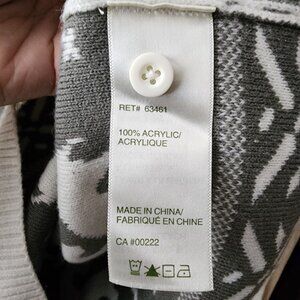 RET# 63461
100% ACRYLIC/
ACRYLIQUE
MADE IN CHINA/
FABRIQUÉ EN CHINE
CA #00222